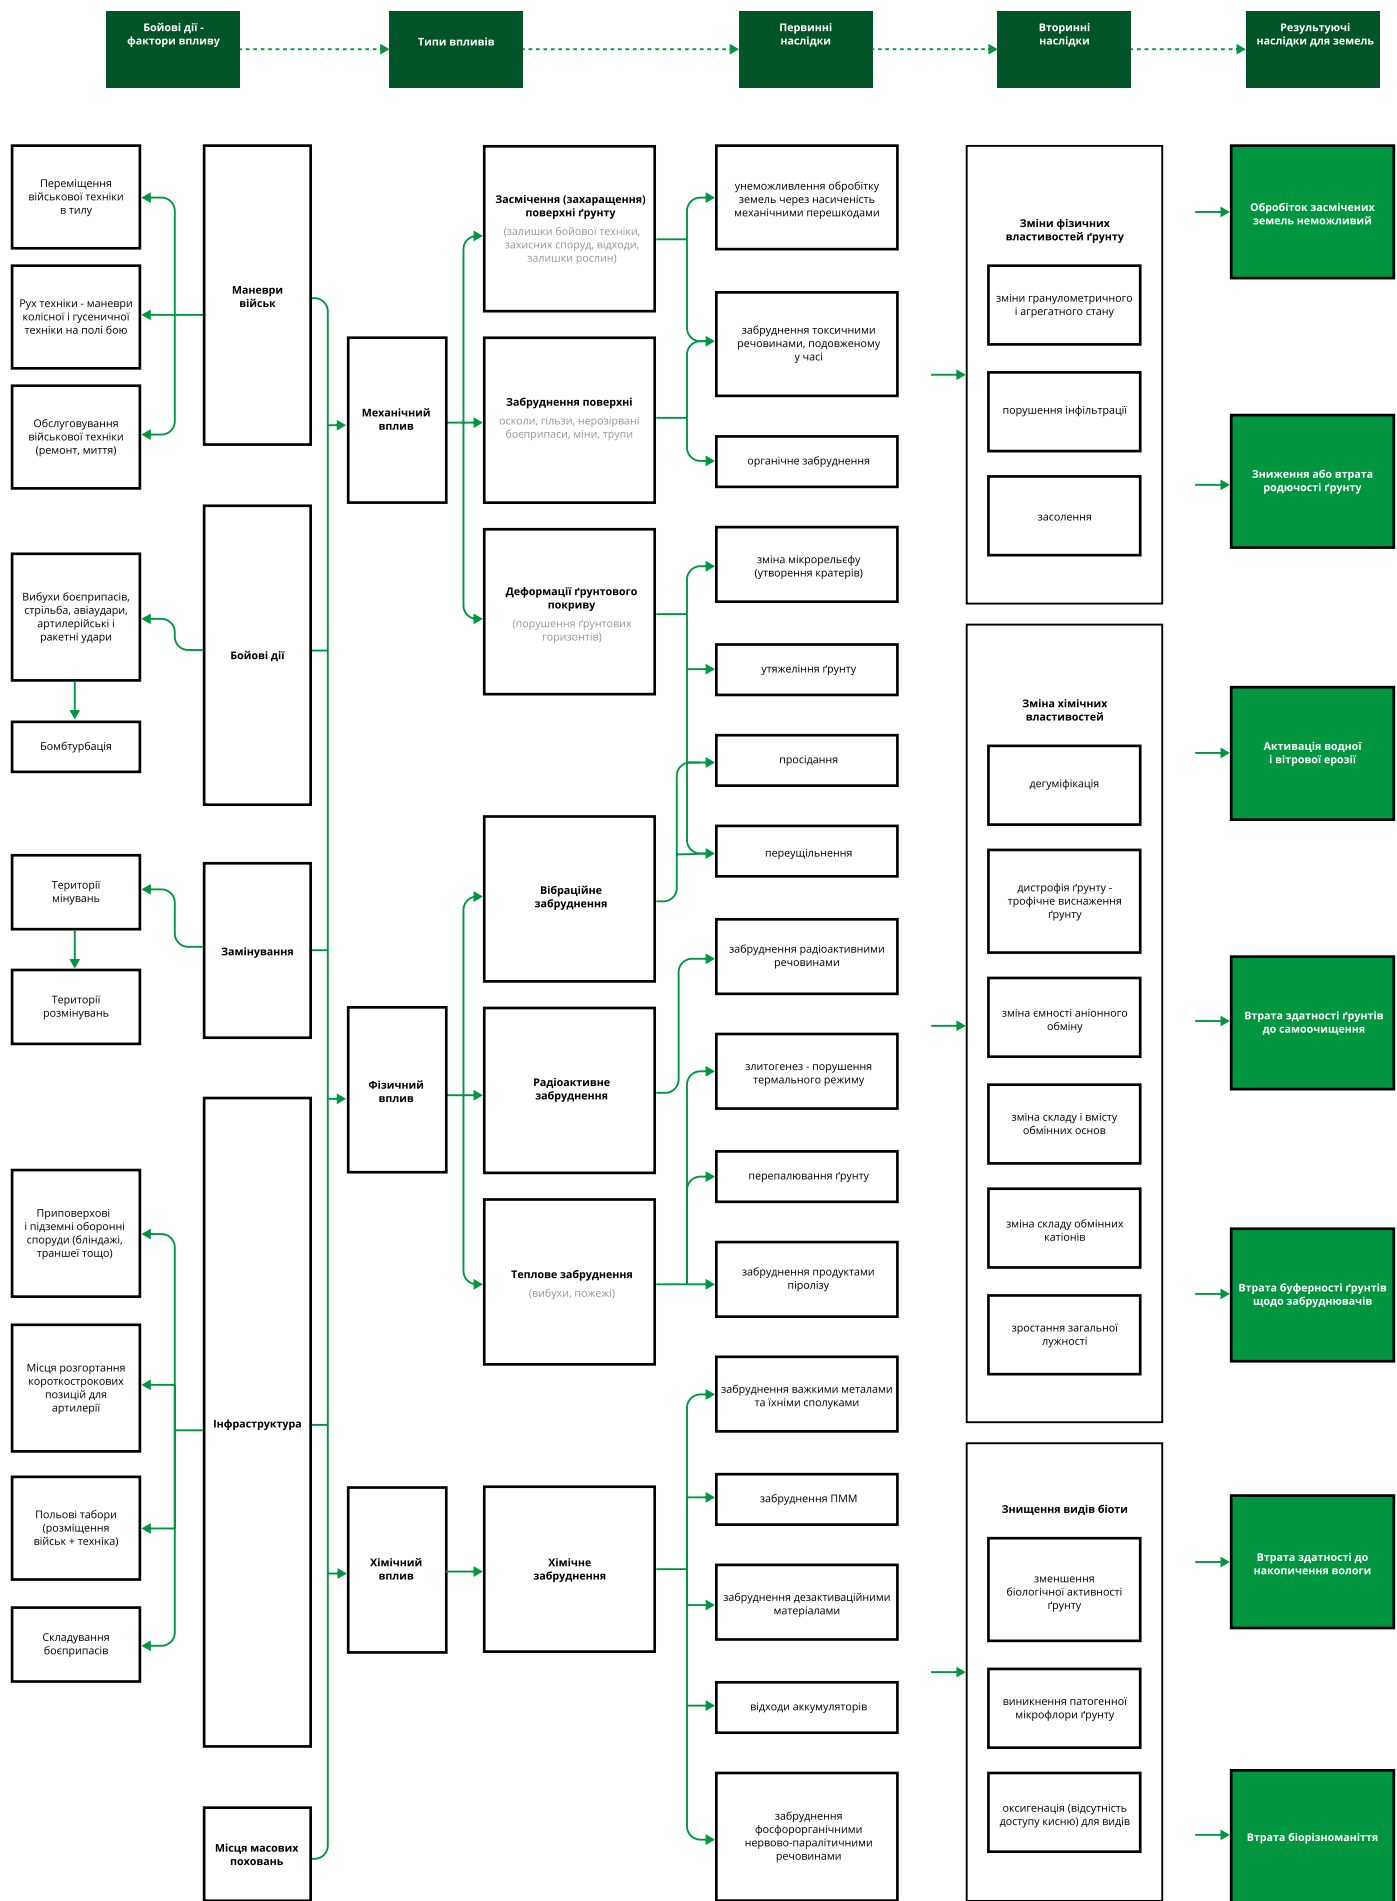 Бойові дії -
фактори впливу
Типи впливів
Первинні
наслідки
Вторинні
наслідки
Результуючі
наслідки для земель
Переміщення
військової техніки
в тилу
Рух техніки - маневри
колісної і гусеничної
техніки на полі бою
Обслуговування
військової техніки
(ремонт, миття)
Вибухи боєприпасів,
стрільба, авіаудари,
артилерійські і
ракетні удари
Бомбтурбація
Території
мінувань
Території
розмінувань
Приповерхові
і підземні оборонні
споруди (бліндажі,
траншеї тощо)
Місця розгортання
короткострокових
позицій для
артилерії
Польові табори
(розміщення
військ + техніка)
Складування
боєприпасів
Маневри
військ
Бойові дії
Замінування
Інфраструктура
Місця масових
поховань
Механічний
вплив
Фізичний
вплив
Хімічний
вплив
Засмічення (захаращення)
поверхні ґрунту
(залишки бойової техніки,
захисних споруд, відходи,
залишки рослин)
Забруднення поверхні
осколи, гільзи, нерозірвані
боєприпаси, міни, трупи
Деформації ґрунтового
покриву
(порушення ґрунтових
горизонтів)
Вібраційне
забруднення
Радіоактивне
забруднення
Теплове забруднення
(вибухи, пожежі)
Хімічне
забруднення
унеможливлення обробітку
земель через насиченість
механічними перешкодами
забруднення токсичними
речовинами, подовженому
у часі
органічне забруднення
зміна мікрорельєфу
(утворення кратерів)
утяжеління ґрунту
просідання
переущільнення
забруднення радіоактивними
речовинами
злитогенез - порушення
термального режиму
перепалювання ґрунту
забруднення продуктами
піролізу
забруднення важкими металами
та їхніми сполуками
забруднення ПММ
забруднення дезактиваційними
матеріалами
відходи аккумуляторів
забруднення
фосфорорганічними
нервово-паралітичними
речовинами
Зміни фізичних
властивостей ґрунту
зміни гранулометричного
і агрегатного стану
порушення інфільтрації
засолення
Зміна хімічних
властивостей
дегуміфікація
дистрофія ґрунту -
трофічне виснаження
ґрунту
зміна ємності аніонного
обміну
зміна складу і вмісту
обмінних основ
зміна складу обмінних
катіонів
зростання загальної
лужності
Знищення видів біоти
зменшення
біологічної активності
ґрунту
виникнення патогенної
мікрофлори ґрунту
оксигенація (відсутність
доступу кисню) для видів
Обробіток засмічених
земель неможливий
Зниження або втрата
родючості ґрунту
Активація водної
і вітрової ерозії
Втрата здатності ґрунтів
до самоочищення
Втрата буферності ґрунтів
щодо забруднювачів
Втрата здатності до
накопичення вологи
Втрата біорізноманіття